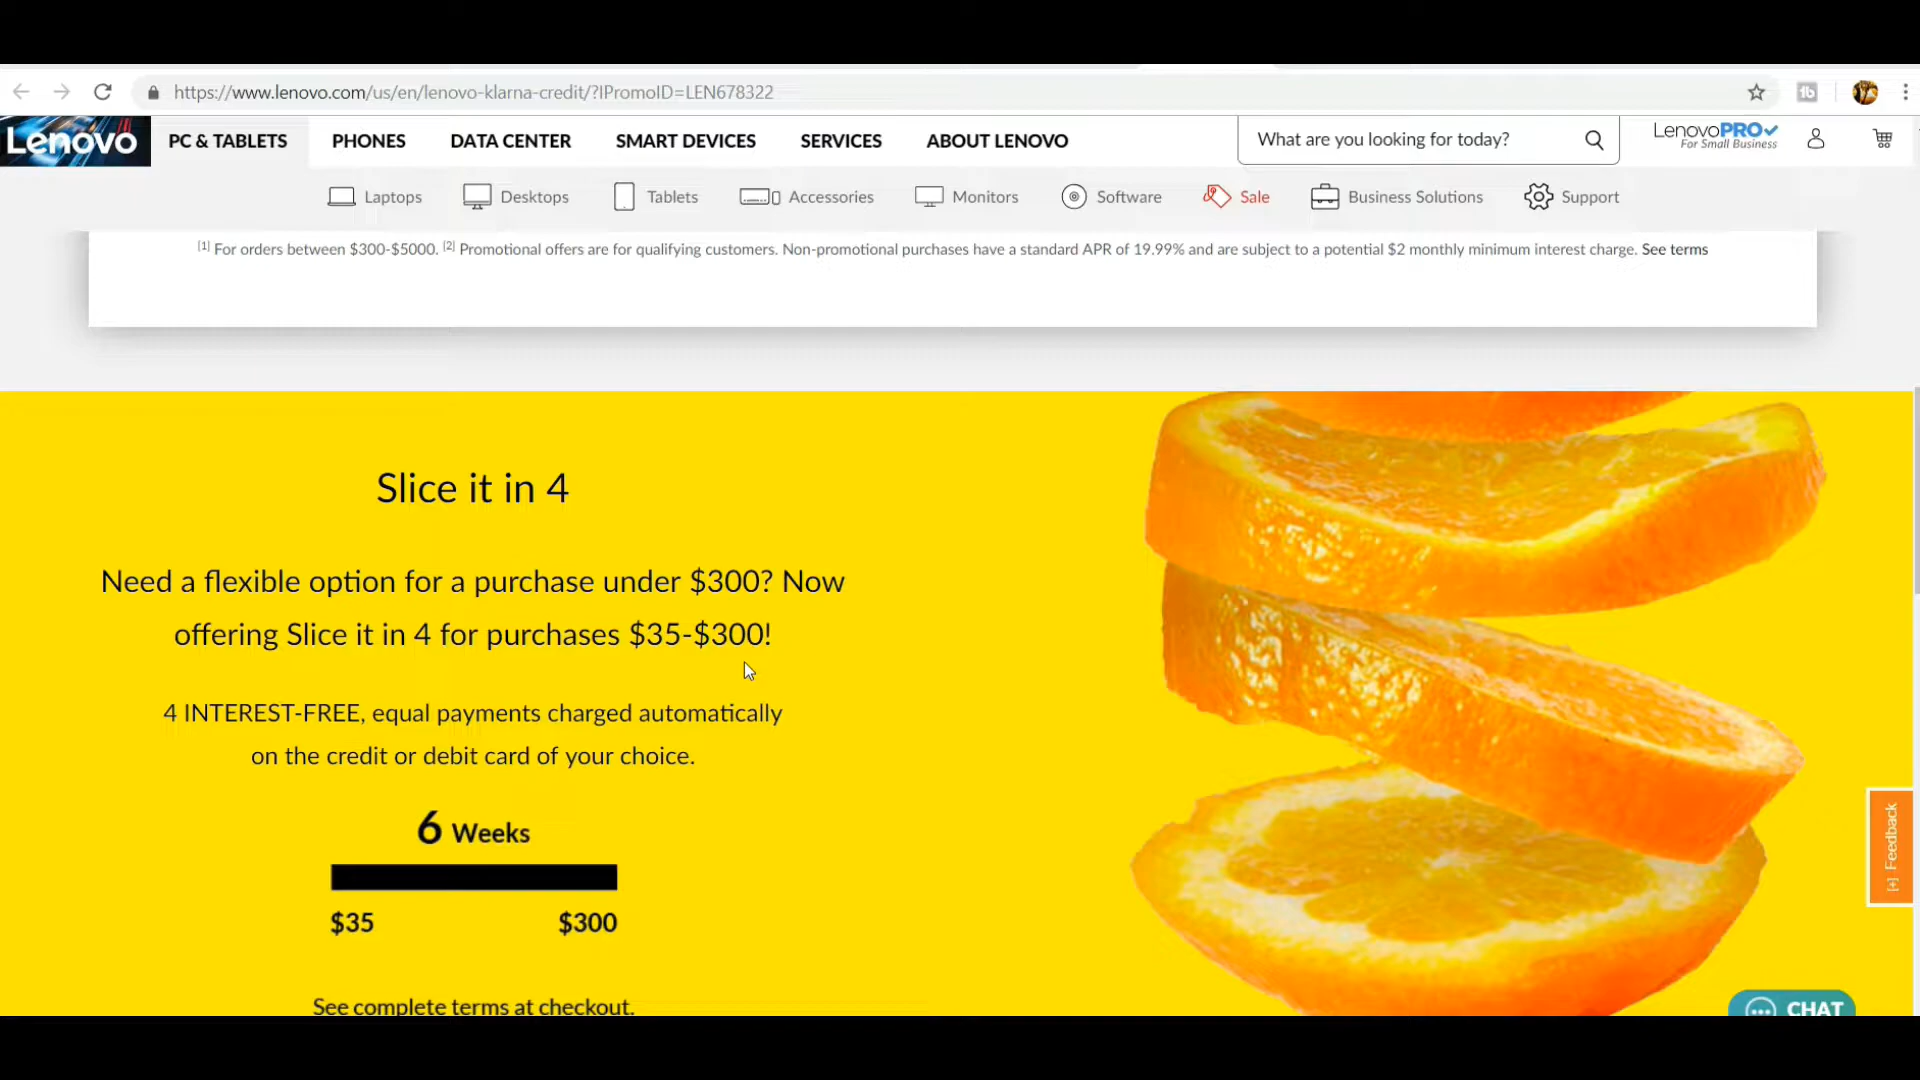 https://www.lenovo.com/us/en/lenovo-klarna-credit/?IPromoID=LEN678322
Lenovo PC & TABLETS PHONES DATA CENTER SMART DEVICES SERVICES ABOUT LENOVO What are you looking for today? LenovoPRO
For Small Business
Laptops Desktops Tablets Accessories Monitors Software Sale Business Solutions Support
[1] For orders between $300-$5000. [2] Promotional offers are for qualifying customers. Non-promotional purchases have a standard APR of 19.99% and are subject to a potential $2 monthly minimum interest charge. See terms
Slice it in 4
Need a flexible option for a purchase under $300? Now
offering Slice it in 4 for purchases $35-$300!
4 INTEREST-FREE, equal payments charged automatically
on the credit or debit card of your choice.
6 Weeks
$35 $300
[+] Feedback
See complete terms at checkout.
CHAT